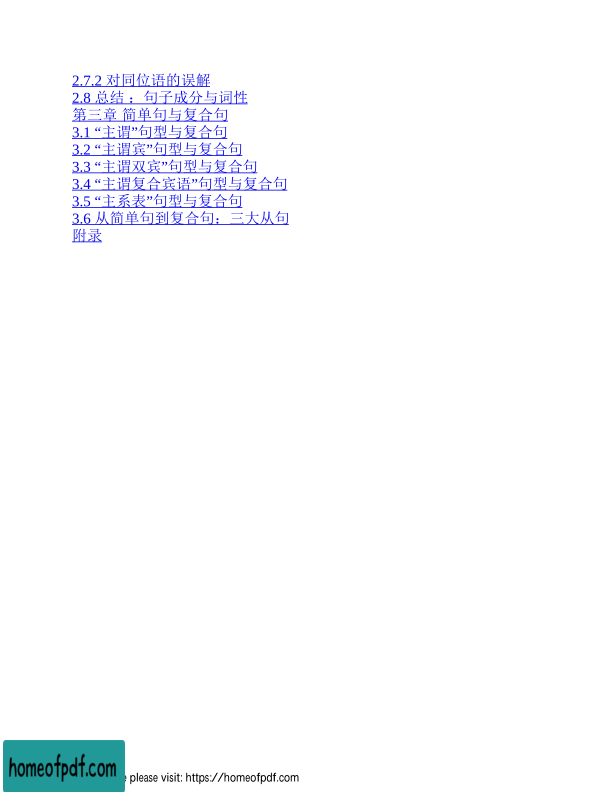 2.7.2 对同位语的误解
2.8 总结 ：句子成分与词性
第三章 简单句与复合句
3.1 “主谓”句型与复合句
3.2 “主谓宾”句型与复合句
3.3 “主谓双宾”句型与复合句
3.4 “主谓复合宾语”句型与复合句
3.5 “主系表”句型与复合句
3.6 从简单句到复合句：三大从句
附录
homeofpdf.com
please visit: https://homeofpdf.com